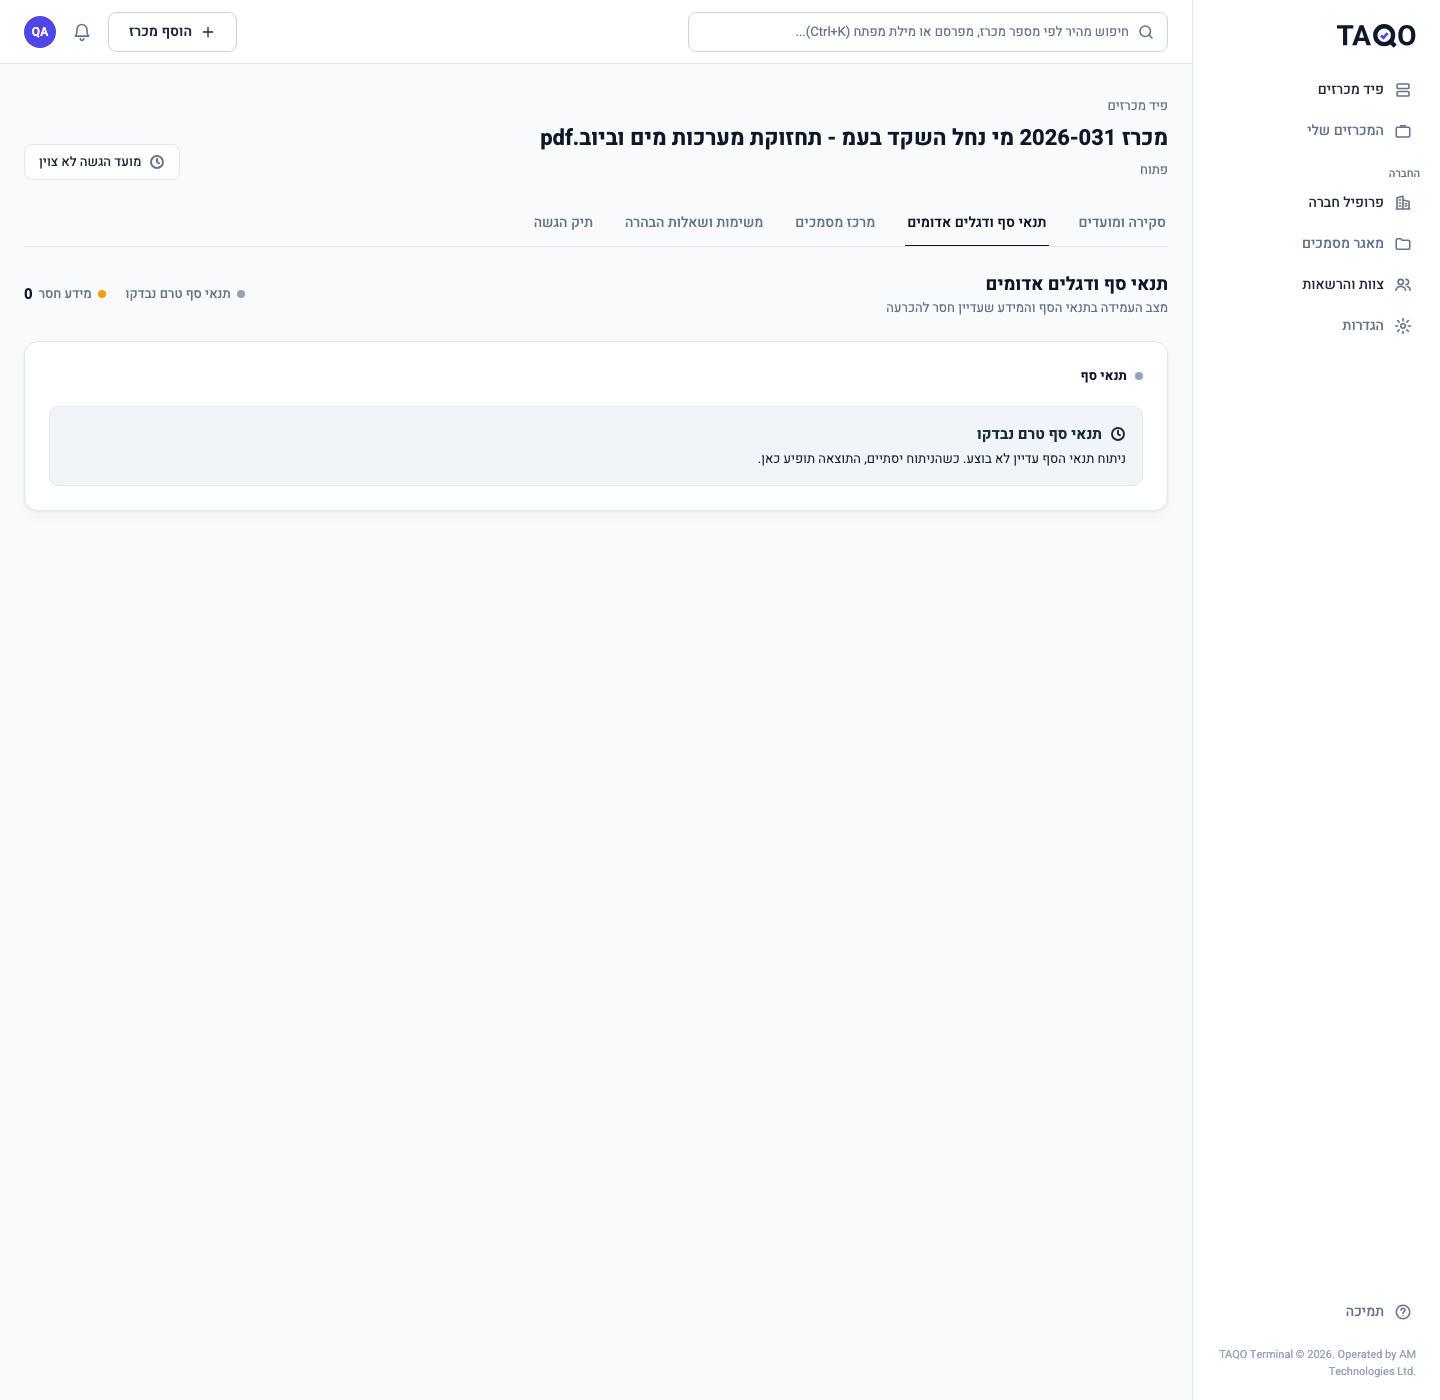 TAQO
פיד מכרזים
המכרזים שלי
החברה
פרופיל חברה
מאגר מסמכים
צוות והרשאות
הגדרות
תמיכה
TAQO Terminal © 2026. Operated by AM
Technologies Ltd.
חיפוש מהיר לפי מספר מכרז, מפרסם או מילת מפתח (Ctrl+K)...
הוסף מכרז
QA
פיד מכרזים
מכרז 2026-031 מי נחל השקד בעמ - תחזוקת מערכות מים וביוב.pdf
פתוח
מועד הגשה לא צוין
סקירה ומועדים
תנאי סף ודגלים אדומים
מרכז מסמכים
משימות ושאלות הבהרה
תיק הגשה
תנאי סף ודגלים אדומים
מצב העמידה בתנאי הסף והמידע שעדיין חסר להכרעה
תנאי סף טרם נבדקו
מידע חסר 0
תנאי סף
תנאי סף טרם נבדקו
ניתוח תנאי הסף עדיין לא בוצע. כשהניתוח יסתיים, התוצאה תופיע כאן.